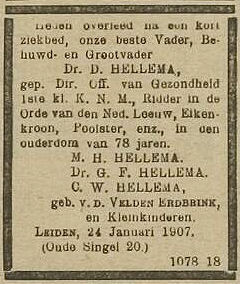 Heden overleed na een kort
ziekbed, onze beste Vader, Be-
huwd- en Grootvader
Dr. D. HELLEMA,
gep. Dir. Off. van Gezondheid
1ste kl. K. N. M., Ridder in de
Orde van den Ned. Leeuw, Eiken-
kroon, Poolster, enz., in den
ouderdom van 78 jaren.
M. H. HELLEMA.
Dr. G. F. HELLEMA.
C. W. HELLEMA,
geb. v. D. VELDEN ERDBRINK,
en Kleinkinderen.
LEIDEN, 24 Januari 1907.
(Oude Singel 20.)
1078 18